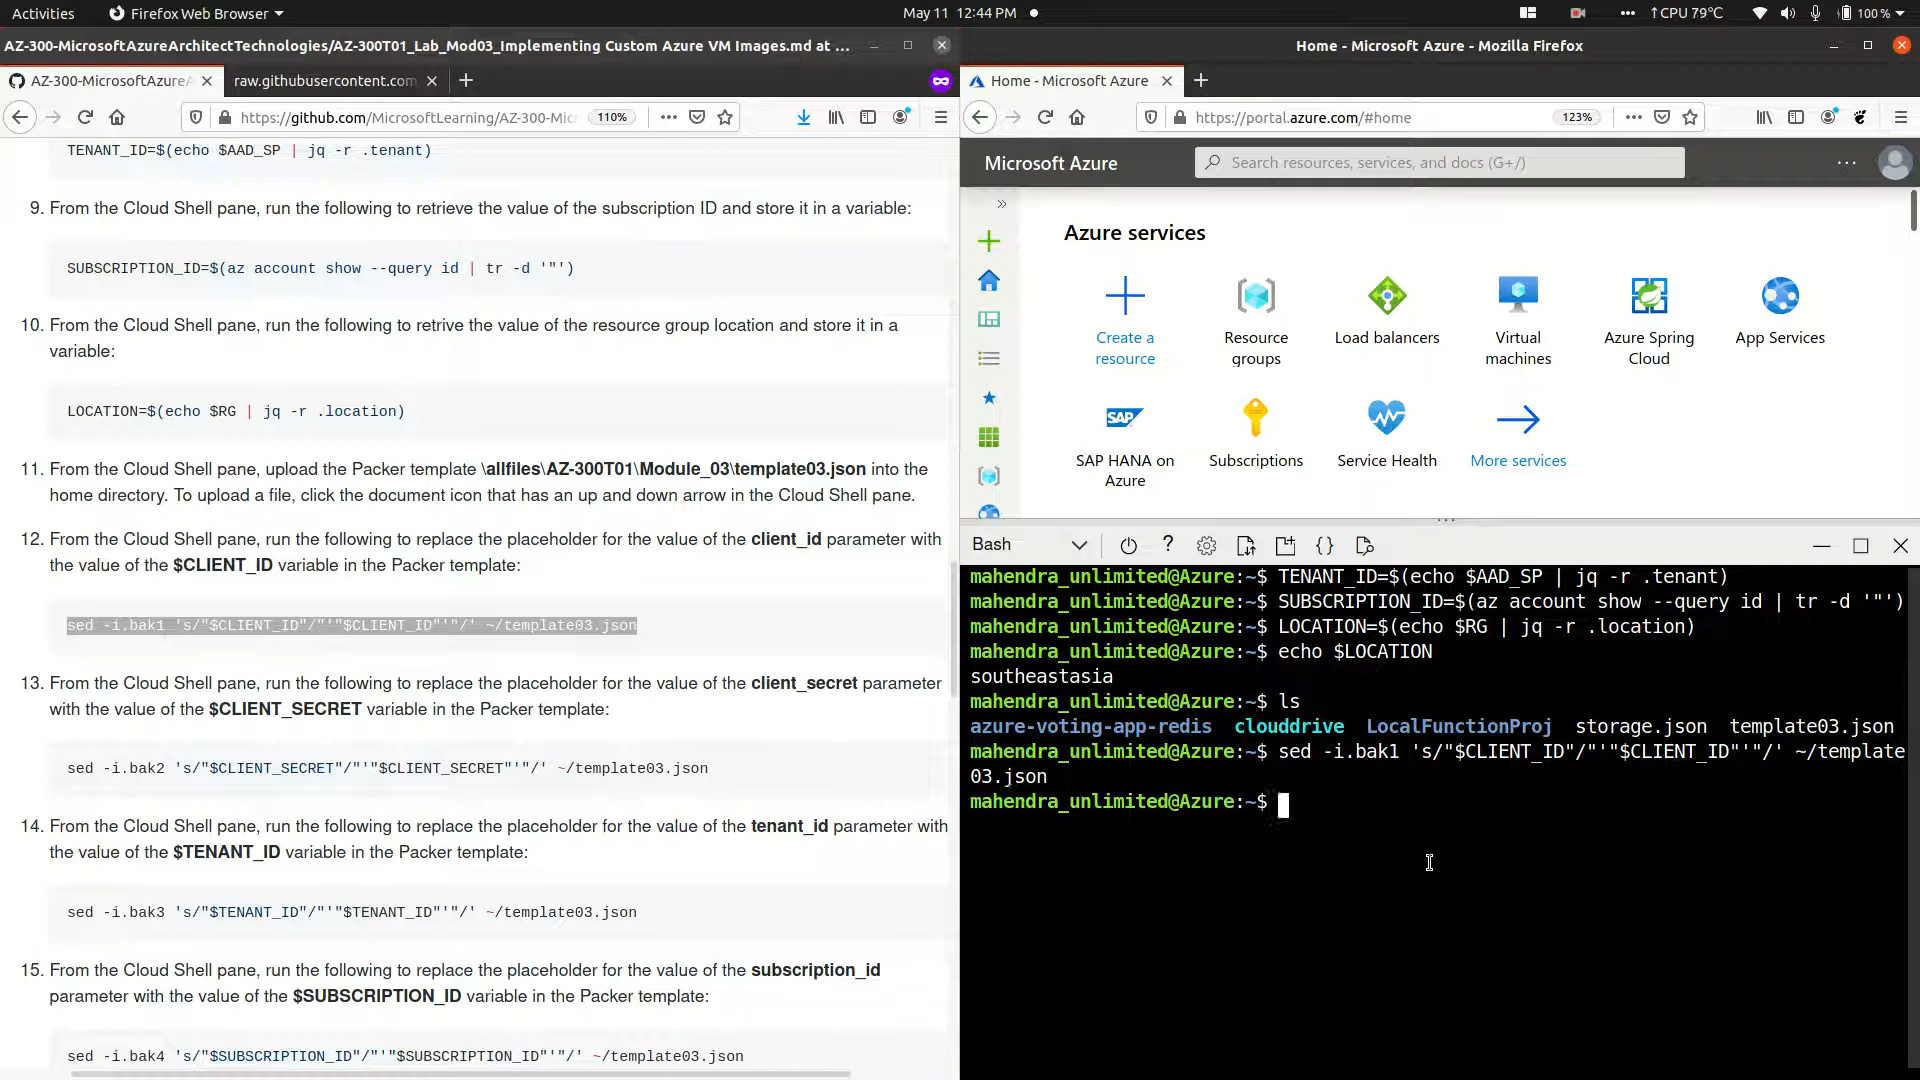 Activities
Firefox Web Browser
May 11 12:44 PM
↑CPU 79℃
100 %
AZ-300-MicrosoftAzureArchitectTechnologies/AZ-300T01_Lab_Mod03_Implementing Custom Azure VM Images.md at ...
AZ-300-MicrosoftAzureA
raw.githubusercontent.com
https://github.com/MicrosoftLearning/AZ-300-Mic
110%
TENANT_ID=$(echo $AAD_SP | jq -r .tenant)
9. From the Cloud Shell pane, run the following to retrieve the value of the subscription ID and store it in a variable:
SUBSCRIPTION_ID=$(az account show --query id | tr -d '"')
10. From the Cloud Shell pane, run the following to retrive the value of the resource group location and store it in a
variable:
LOCATION=$(echo $RG | jq -r .location)
11. From the Cloud Shell pane, upload the Packer template \allfiles\AZ-300T01\Module_03\template03.json into the
home directory. To upload a file, click the document icon that has an up and down arrow in the Cloud Shell pane.
12. From the Cloud Shell pane, run the following to replace the placeholder for the value of the client_id parameter with
the value of the $CLIENT_ID variable in the Packer template:
sed -i.bak1 's/"$CLIENT_ID"/"'"$CLIENT_ID"'"/' ~/template03.json
13. From the Cloud Shell pane, run the following to replace the placeholder for the value of the client_secret parameter
with the value of the $CLIENT_SECRET variable in the Packer template:
sed -i.bak2 's/"$CLIENT_SECRET"/"'"$CLIENT_SECRET"'"/' ~/template03.json
14. From the Cloud Shell pane, run the following to replace the placeholder for the value of the tenant_id parameter with
the value of the $TENANT_ID variable in the Packer template:
sed -i.bak3 's/"$TENANT_ID"/"'"$TENANT_ID"'"/' ~/template03.json
15. From the Cloud Shell pane, run the following to replace the placeholder for the value of the subscription_id
parameter with the value of the $SUBSCRIPTION_ID variable in the Packer template:
sed -i.bak4 's/"$SUBSCRIPTION_ID"/"'"$SUBSCRIPTION_ID"'"/' ~/template03.json
Home - Microsoft Azure - Mozilla Firefox
Home - Microsoft Azure
https://portal.azure.com/#home
123%
Microsoft Azure
Search resources, services, and docs (G+/)
Azure services
Create a
resource
Resource
groups
Load balancers
Virtual
machines
Azure Spring
Cloud
App Services
SAP
SAP HANA on
Azure
Subscriptions
Service Health
More services
Bash
mahendra_unlimited@Azure:~$ TENANT_ID=$(echo $AAD_SP | jq -r .tenant)
mahendra_unlimited@Azure:~$ SUBSCRIPTION_ID=$(az account show --query id | tr -d '"')
mahendra_unlimited@Azure:~$ LOCATION=$(echo $RG | jq -r .location)
mahendra_unlimited@Azure:~$ echo $LOCATION
southeastasia
mahendra_unlimited@Azure:~$ ls
azure-voting-app-redis clouddrive LocalFunctionProj storage.json template03.json
mahendra_unlimited@Azure:~$ sed -i.bak1 's/"$CLIENT_ID"/"'"$CLIENT_ID"'"/' ~/template
03.json
mahendra_unlimited@Azure:~$